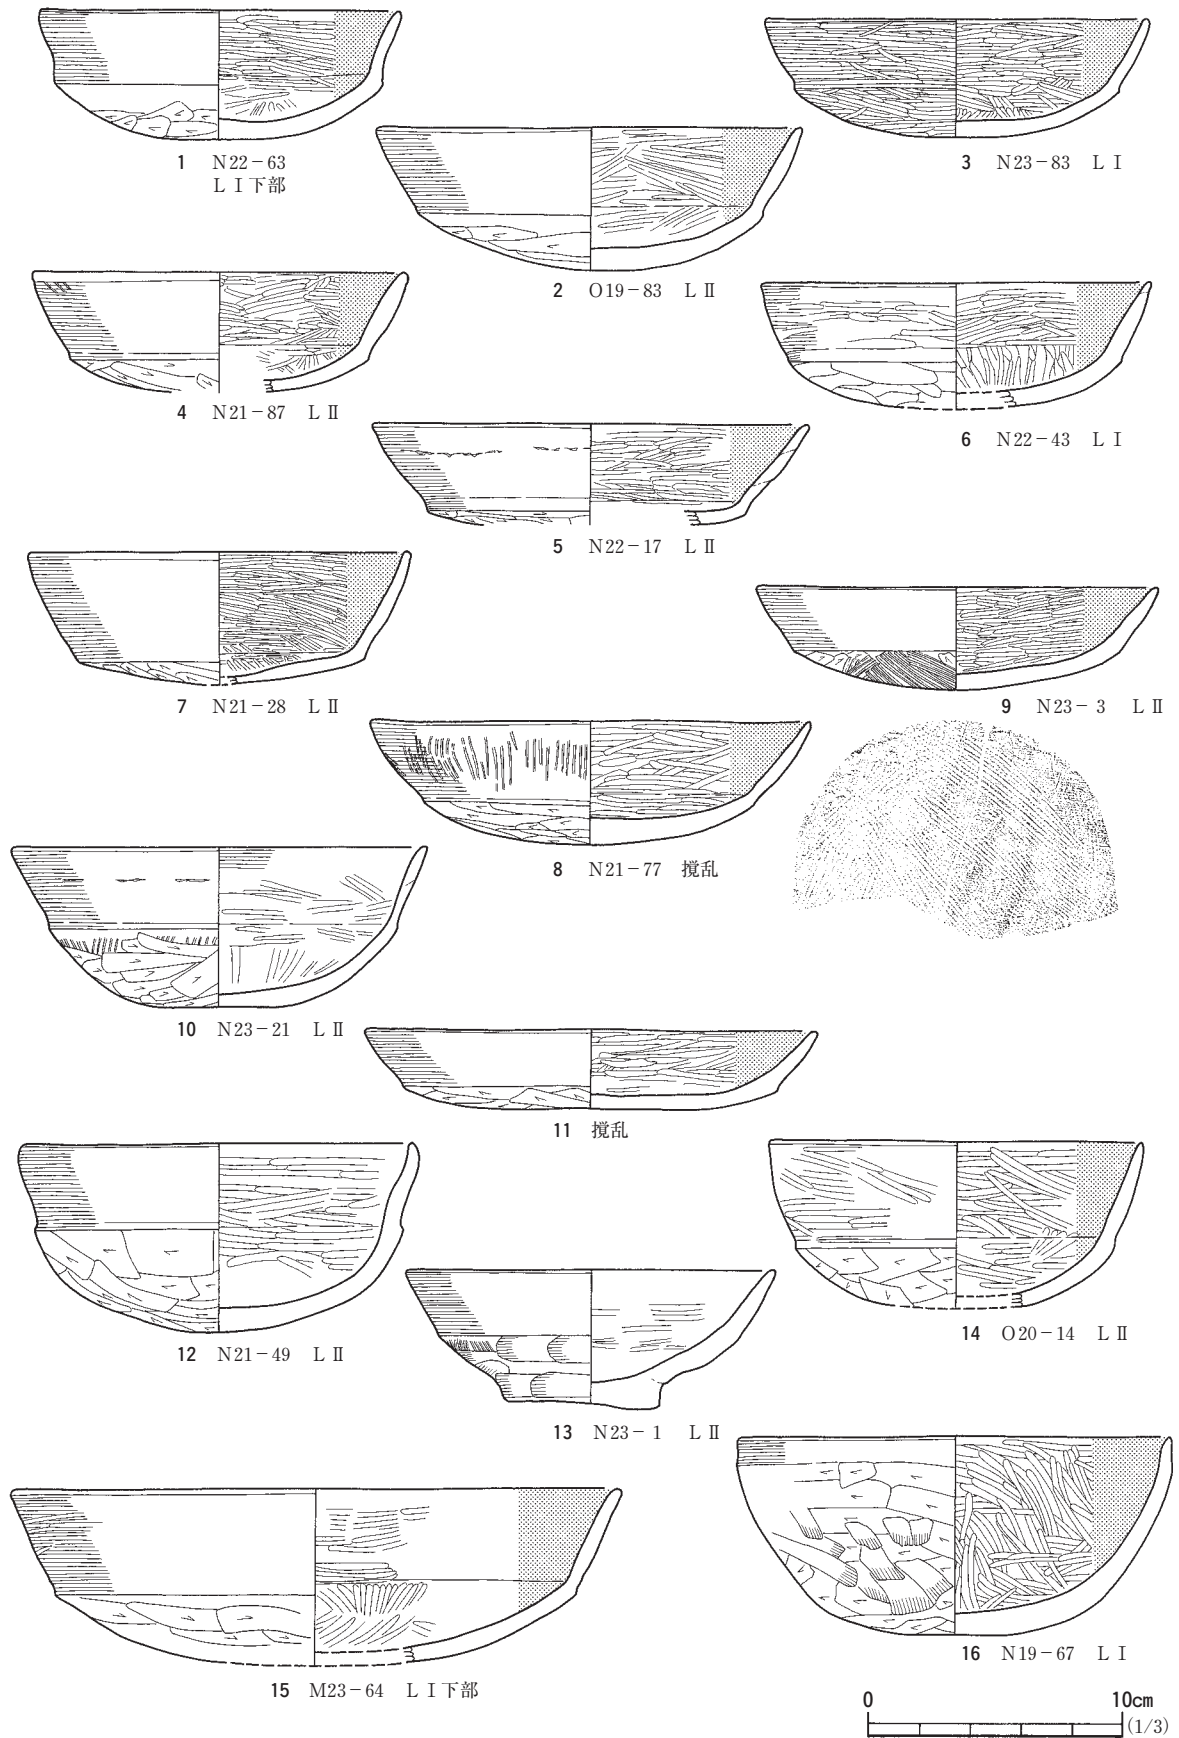 1 N22−63
LⅠ下部
3 N23−83 LⅠ
2 O19−83 LⅡ
4 N21−87 LⅡ
6 N22−43 LⅠ
5 N22−17 LⅡ
7 N21−28 LⅡ
9 N23−3 LⅡ
8 N21−77 撹乱
10 N23−21 LⅡ
11 撹乱
12 N21−49 LⅡ
14 O20−14 LⅡ
13 N23−1 LⅡ
16 N19−67 LⅠ
15 M23−64 LⅠ下部
0 10cm
(1/3)